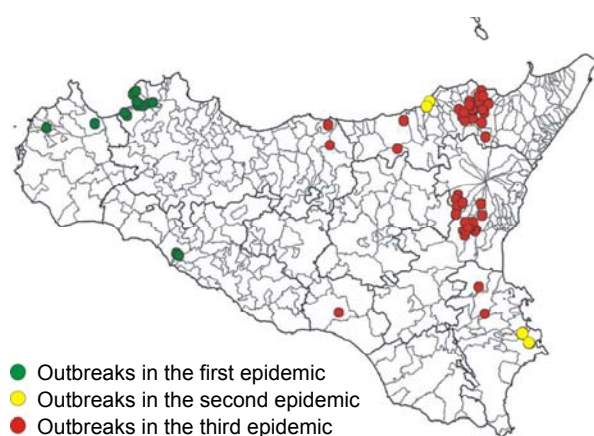 Outbreaks in the first epidemic
Outbreaks in the second epidemic
Outbreaks in the third epidemic